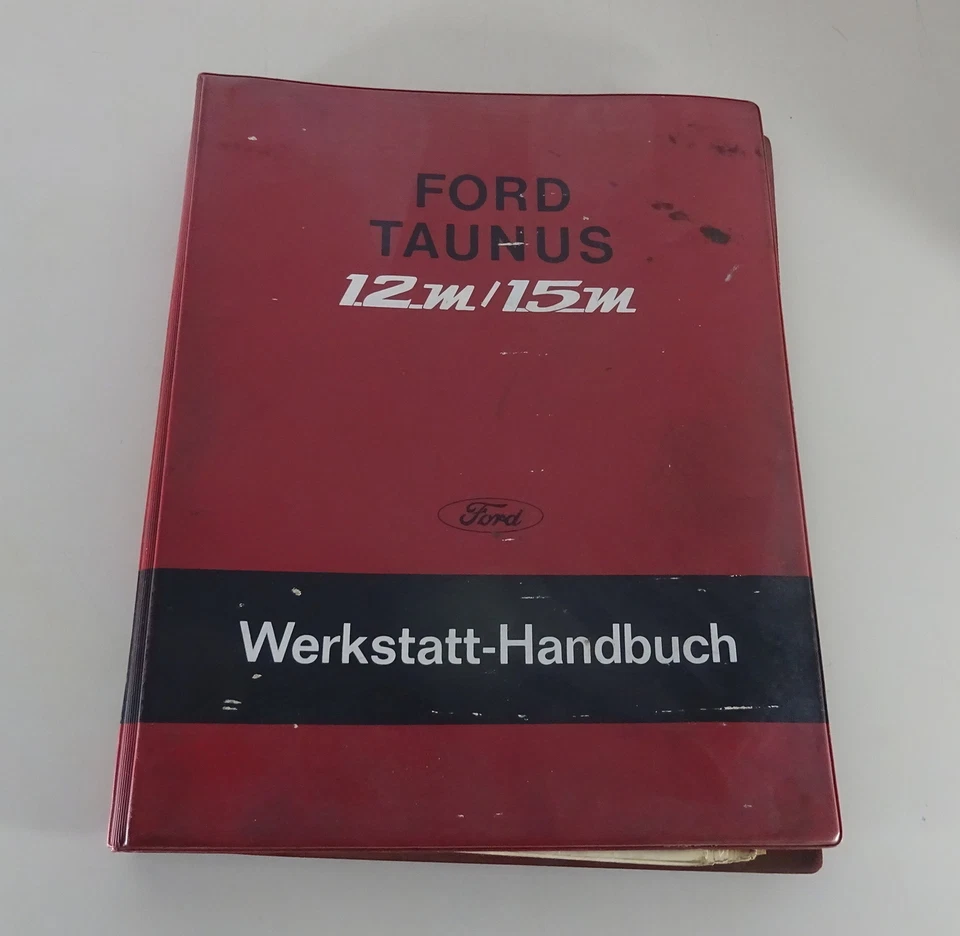 FORD
TAUNUS
12m/15m
Ford
Werkstatt-Handbuch